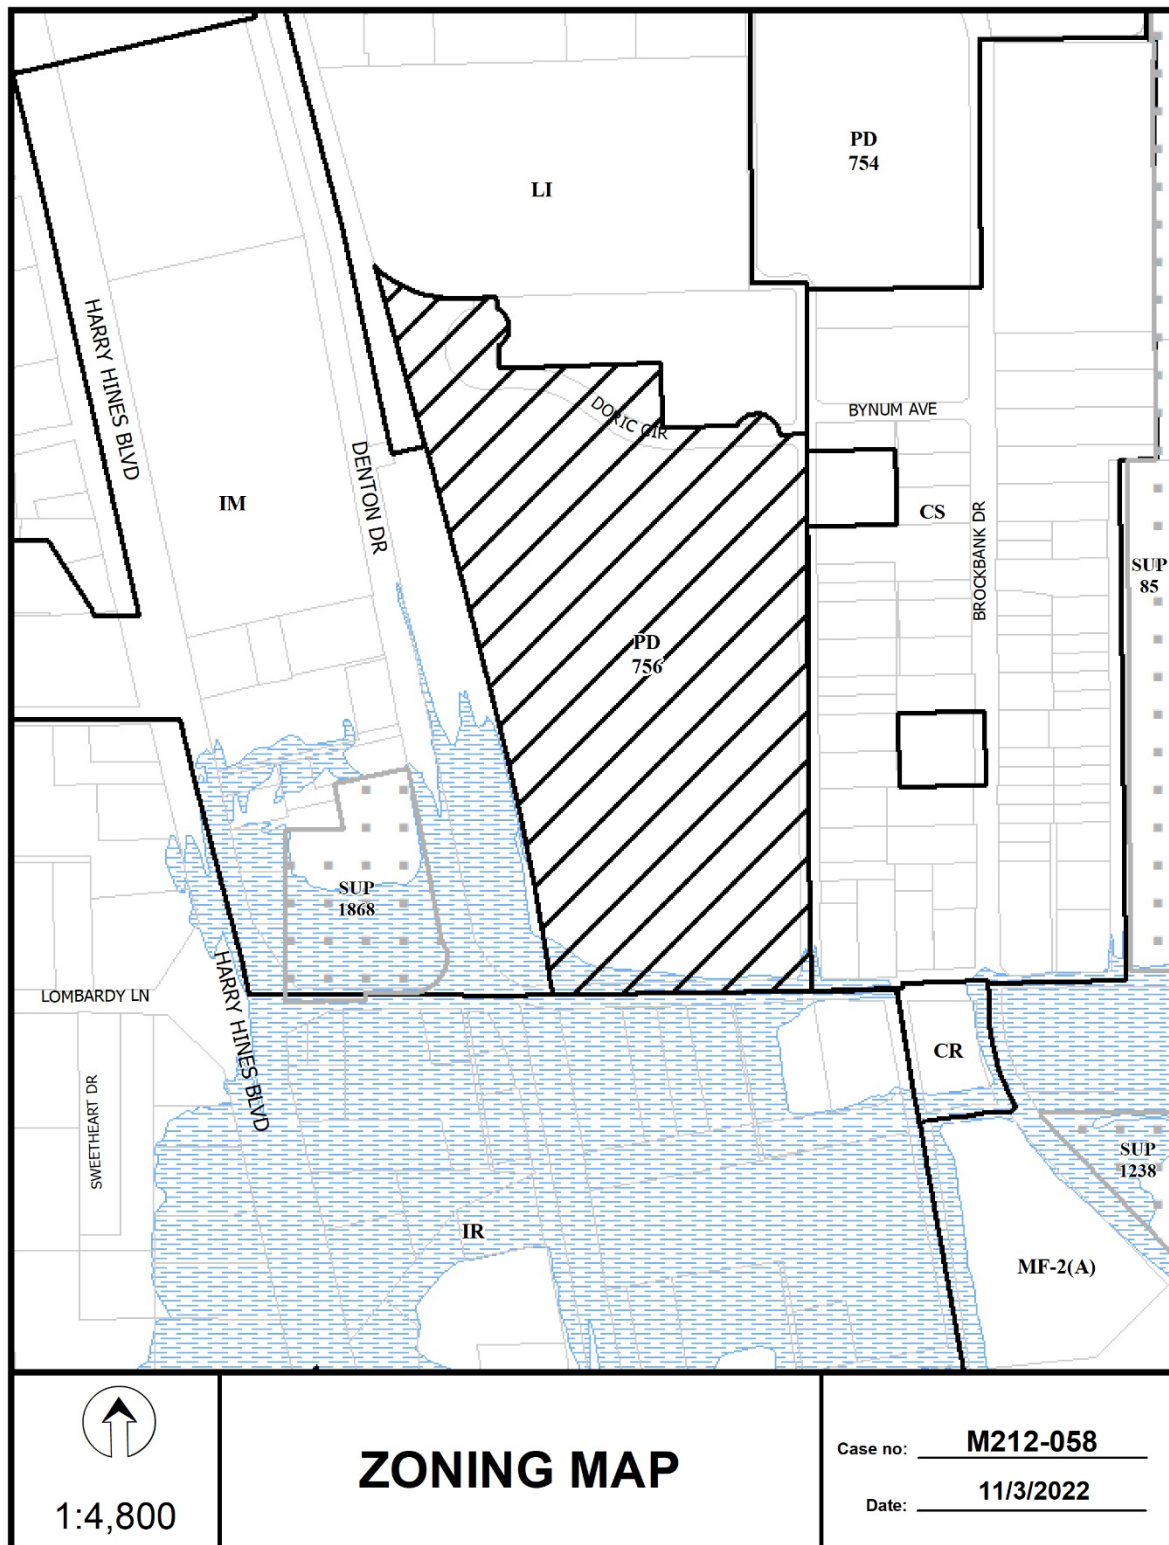 PD
754
LI
HARRY HINES BLVD
DORIC CIR
BYNUM AVE
DENTON DR
IM
CS
BROCKBANK DR
SUP
85
PD
756
SUP
1868
HARRY HINES BLVD
LOMBARDY LN
CR
SWEETHEART DR
SUP
1238
IR
MF-2(A)
1:4,800
ZONING MAP
Case no: M212-058
Date: 11/3/2022